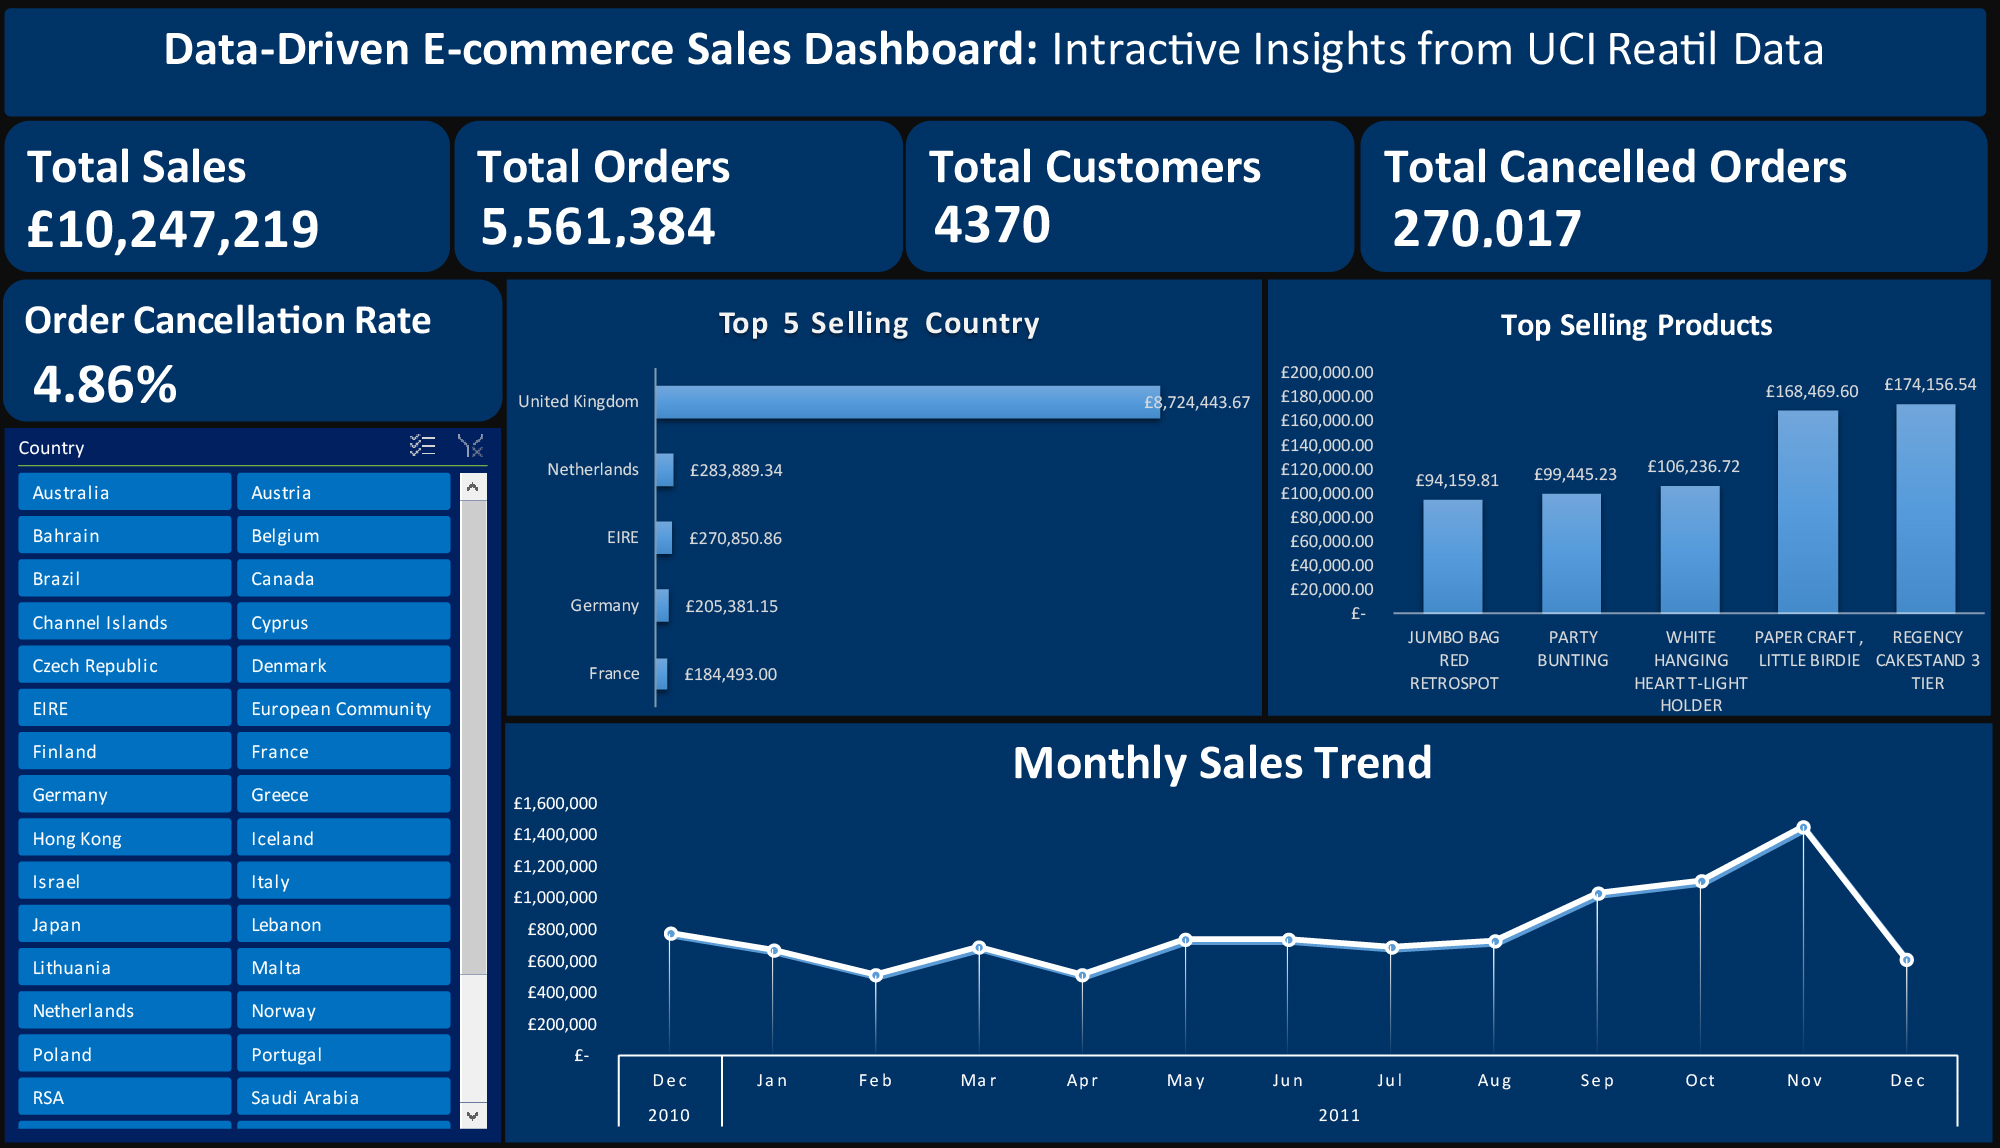 Data-Driven E-commerce Sales Dashboard: Intractive Insights from UCI Reatil Data
Total Sales
£10,247,219
Total Orders
5,561,384
Total Customers
4370
Total Cancelled Orders
270,017
Order Cancellation Rate
4.86%
Country
Australia
Austria
Bahrain
Belgium
Brazil
Canada
Channel Islands
Cyprus
Czech Republic
Denmark
EIRE
European Community
Finland
France
Germany
Greece
Hong Kong
Iceland
Israel
Italy
Japan
Lebanon
Lithuania
Malta
Netherlands
Norway
Poland
Portugal
RSA
Saudi Arabia
Top 5 Selling Country
United Kingdom
£8,724,443.67
Netherlands
£283,889.34
EIRE
£270,850.86
Germany
£205,381.15
France
£184,493.00
Top Selling Products
£200,000.00
£180,000.00
£160,000.00
£140,000.00
£120,000.00
£100,000.00
£80,000.00
£60,000.00
£40,000.00
£20,000.00
£-
£94,159.81
£99,445.23
£106,236.72
£168,469.60
£174,156.54
JUMBO BAG
RED
RETROSPOT
PARTY
BUNTING
WHITE
HANGING
HEART T-LIGHT
HOLDER
PAPER CRAFT ,
LITTLE BIRDIE
REGENCY
CAKESTAND 3
TIER
Monthly Sales Trend
£1,600,000
£1,400,000
£1,200,000
£1,000,000
£800,000
£600,000
£400,000
£200,000
£-
Dec
Jan
Feb
Mar
Apr
May
Jun
Jul
Aug
Sep
Oct
Nov
Dec
2010
2011